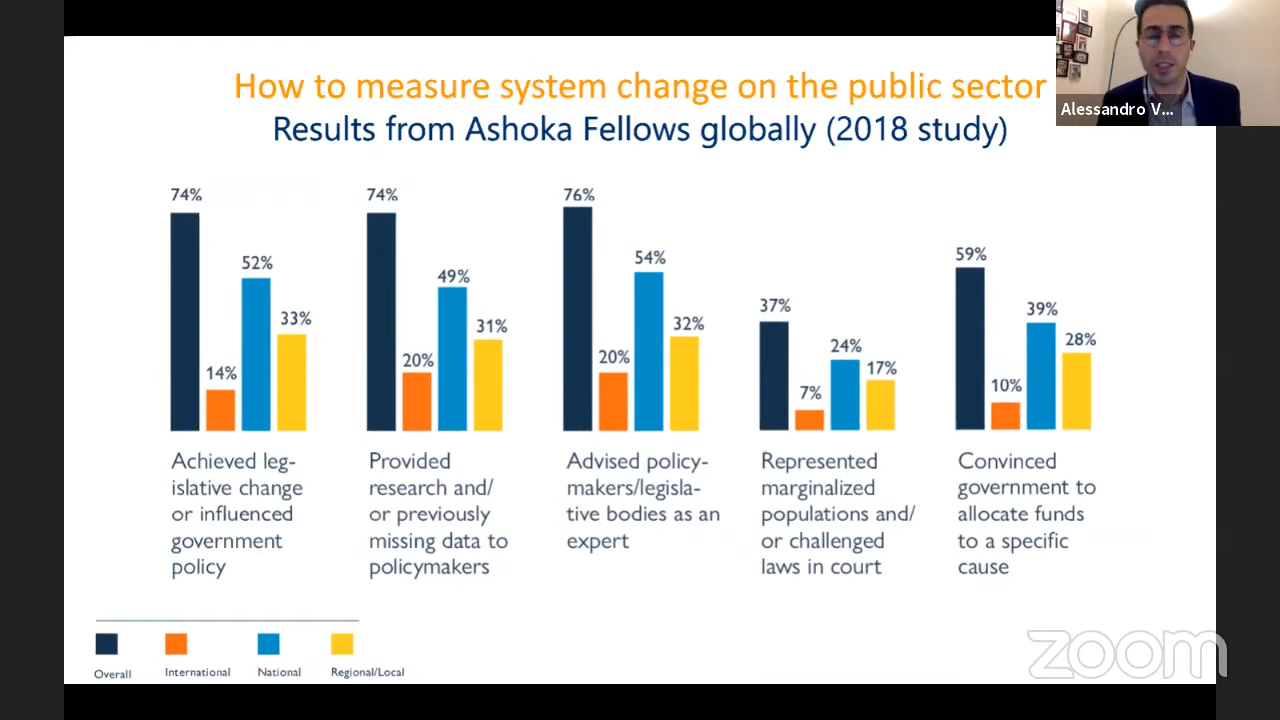 How to measure system change on the public sector
Results from Ashoka Fellows globally (2018 study)
Alessandro V...
74%
14%
52%
33%
74%
20%
49%
31%
76%
20%
54%
32%
37%
7%
24%
17%
59%
10%
39%
28%
Achieved leg-
islative change
or influenced
government
policy
Provided
research and/
or previously
missing data to
policymakers
Advised policy-
makers/legisla-
tive bodies as an
expert
Represented
marginalized
populations and/
or challenged
laws in court
Convinced
government to
allocate funds
to a specific
cause
Overall
International
National
Regional/Local
zoom